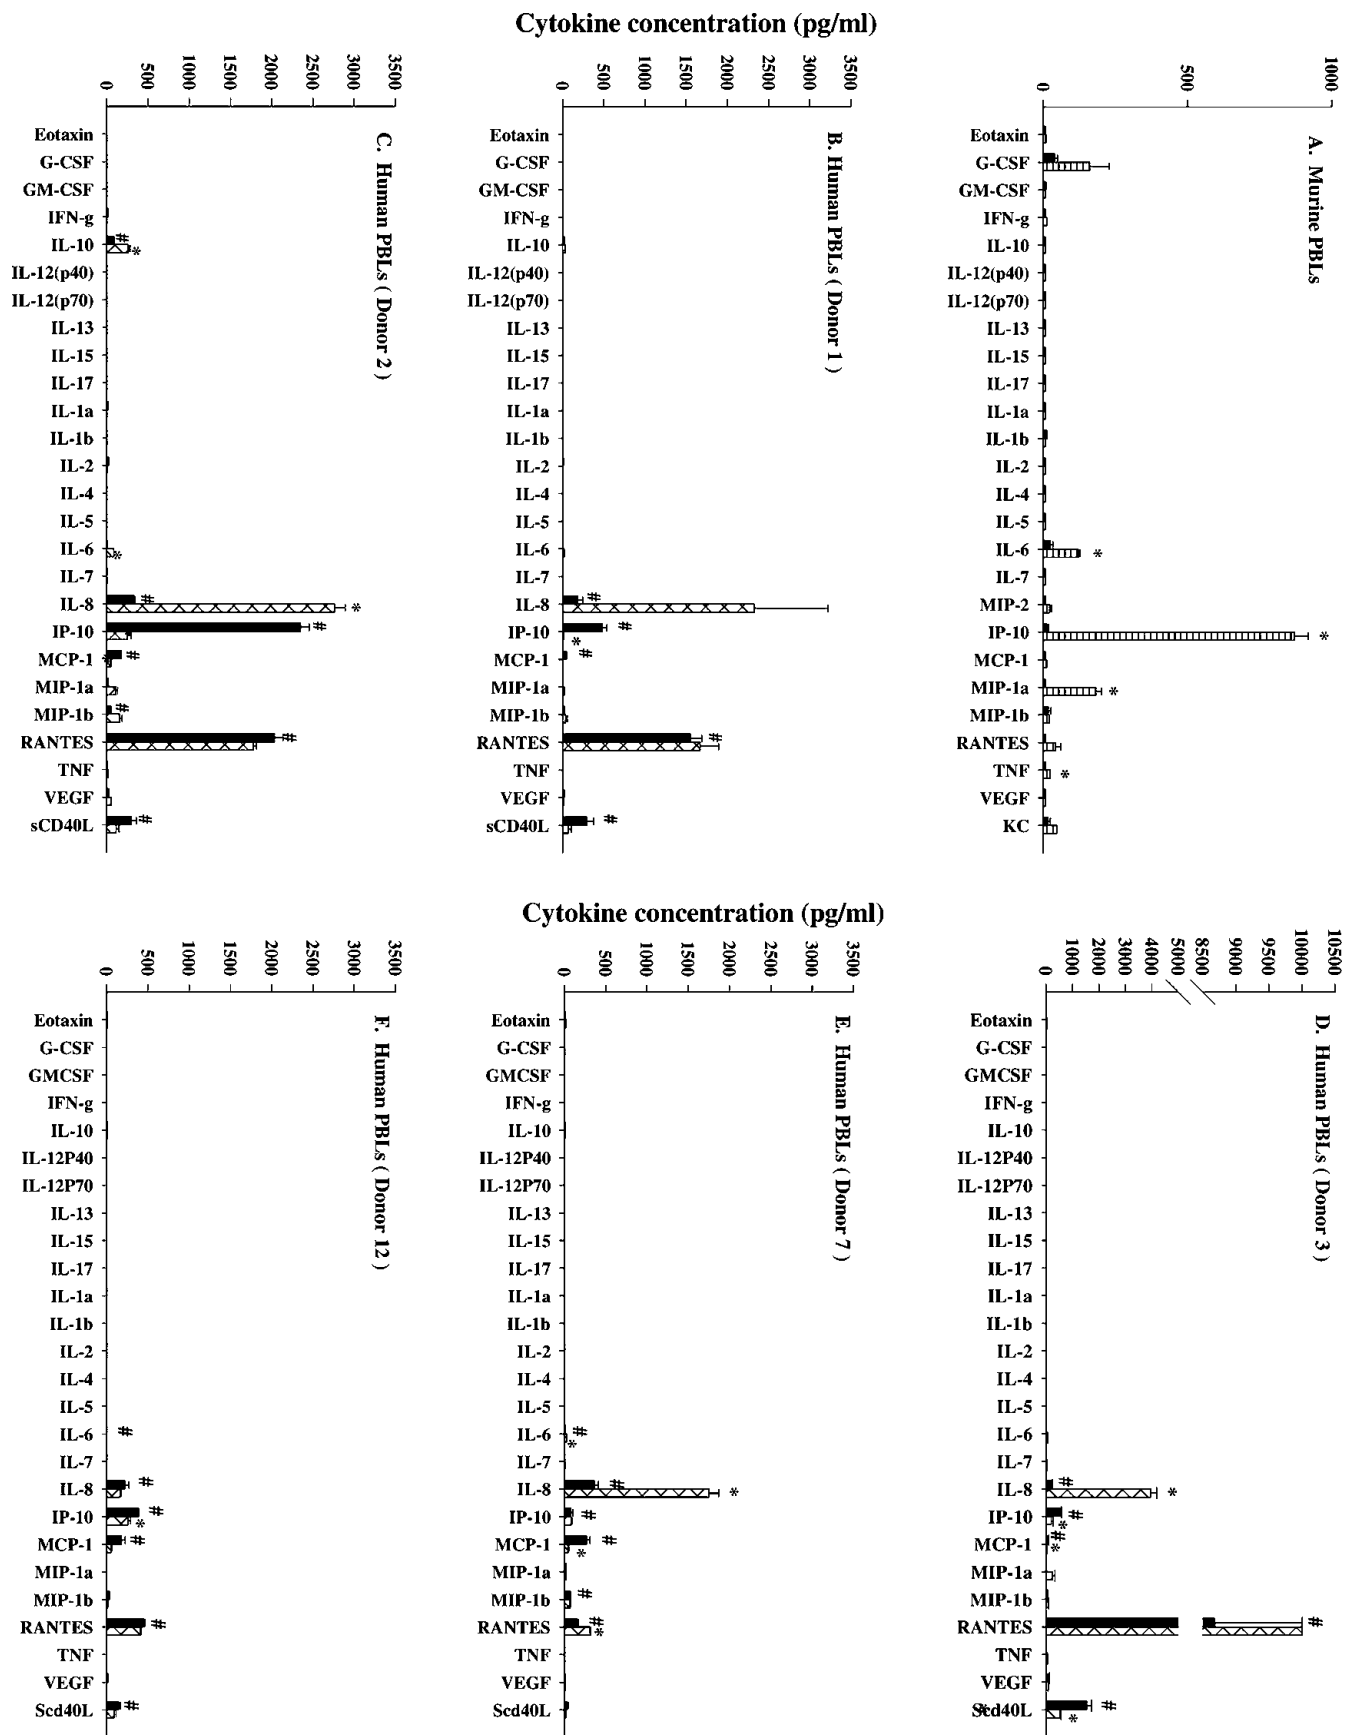 Cytokine concentration (pg/ml)
A. Murine PBLs
0
500
1000
Eotaxin
G-CSF
GM-CSF
IFN-g
IL-10
IL-12(p40)
IL-12(p70)
IL-13
IL-15
IL-17
IL-1a
IL-1b
IL-2
IL-4
IL-5
IL-6
*
IL-7
MIP-2
IP-10
*
MCP-1
MIP-1a
*
MIP-1b
RANTES
TNF
*
VEGF
KC
B. Human PBLs ( Donor 1 )
0
500
1000
1500
2000
2500
3000
3500
Eotaxin
G-CSF
GM-CSF
IFN-g
IL-10
IL-12(p40)
IL-12(p70)
IL-13
IL-15
IL-17
IL-1a
IL-1b
IL-2
IL-4
IL-5
IL-6
IL-7
IL-8
#
IP-10
#
*
MCP-1
#
MIP-1a
MIP-1b
RANTES
#
TNF
VEGF
sCD40L
#
C. Human PBLs ( Donor 2 )
0
500
1000
1500
2000
2500
3000
3500
Eotaxin
G-CSF
GM-CSF
IFN-g
IL-10
#
*
IL-12(p40)
IL-12(p70)
IL-13
IL-15
IL-17
IL-1a
IL-1b
IL-2
IL-4
IL-5
IL-6
*
IL-7
IL-8
#
*
IP-10
#
MCP-1
#
MIP-1a
MIP-1b
#
RANTES
#
TNF
VEGF
sCD40L
#
Cytokine concentration (pg/ml)
D. Human PBLs ( Donor 3 )
0
1000
2000
3000
4000
5000
8500
9000
9500
10000
10500
Eotaxin
G-CSF
GMCSF
IFN-g
IL-10
IL-12P40
IL-12P70
IL-13
IL-15
IL-17
IL-1a
IL-1b
IL-2
IL-4
IL-5
IL-6
IL-7
IL-8
#
*
IP-10
#
*
MCP-1
#
*
MIP-1a
MIP-1b
RANTES
#
TNF
VEGF
Scd40L
#
*
E. Human PBLs ( Donor 7 )
0
500
1000
1500
2000
2500
3000
3500
Eotaxin
G-CSF
GMCSF
IFN-g
IL-10
IL-12P40
IL-12P70
IL-13
IL-15
IL-17
IL-1a
IL-1b
IL-2
IL-4
IL-5
IL-6
#
*
IL-7
IL-8
#
*
IP-10
#
MCP-1
#
*
MIP-1a
MIP-1b
#
RANTES
#
*
TNF
VEGF
Scd40L
F. Human PBLs ( Donor 12 )
0
500
1000
1500
2000
2500
3000
3500
Eotaxin
G-CSF
GMCSF
IFN-g
IL-10
IL-12P40
IL-12P70
IL-13
IL-15
IL-17
IL-1a
IL-1b
IL-2
IL-4
IL-5
IL-6
#
IL-7
IL-8
#
IP-10
#
*
MCP-1
#
MIP-1a
MIP-1b
RANTES
#
TNF
VEGF
Scd40L
#